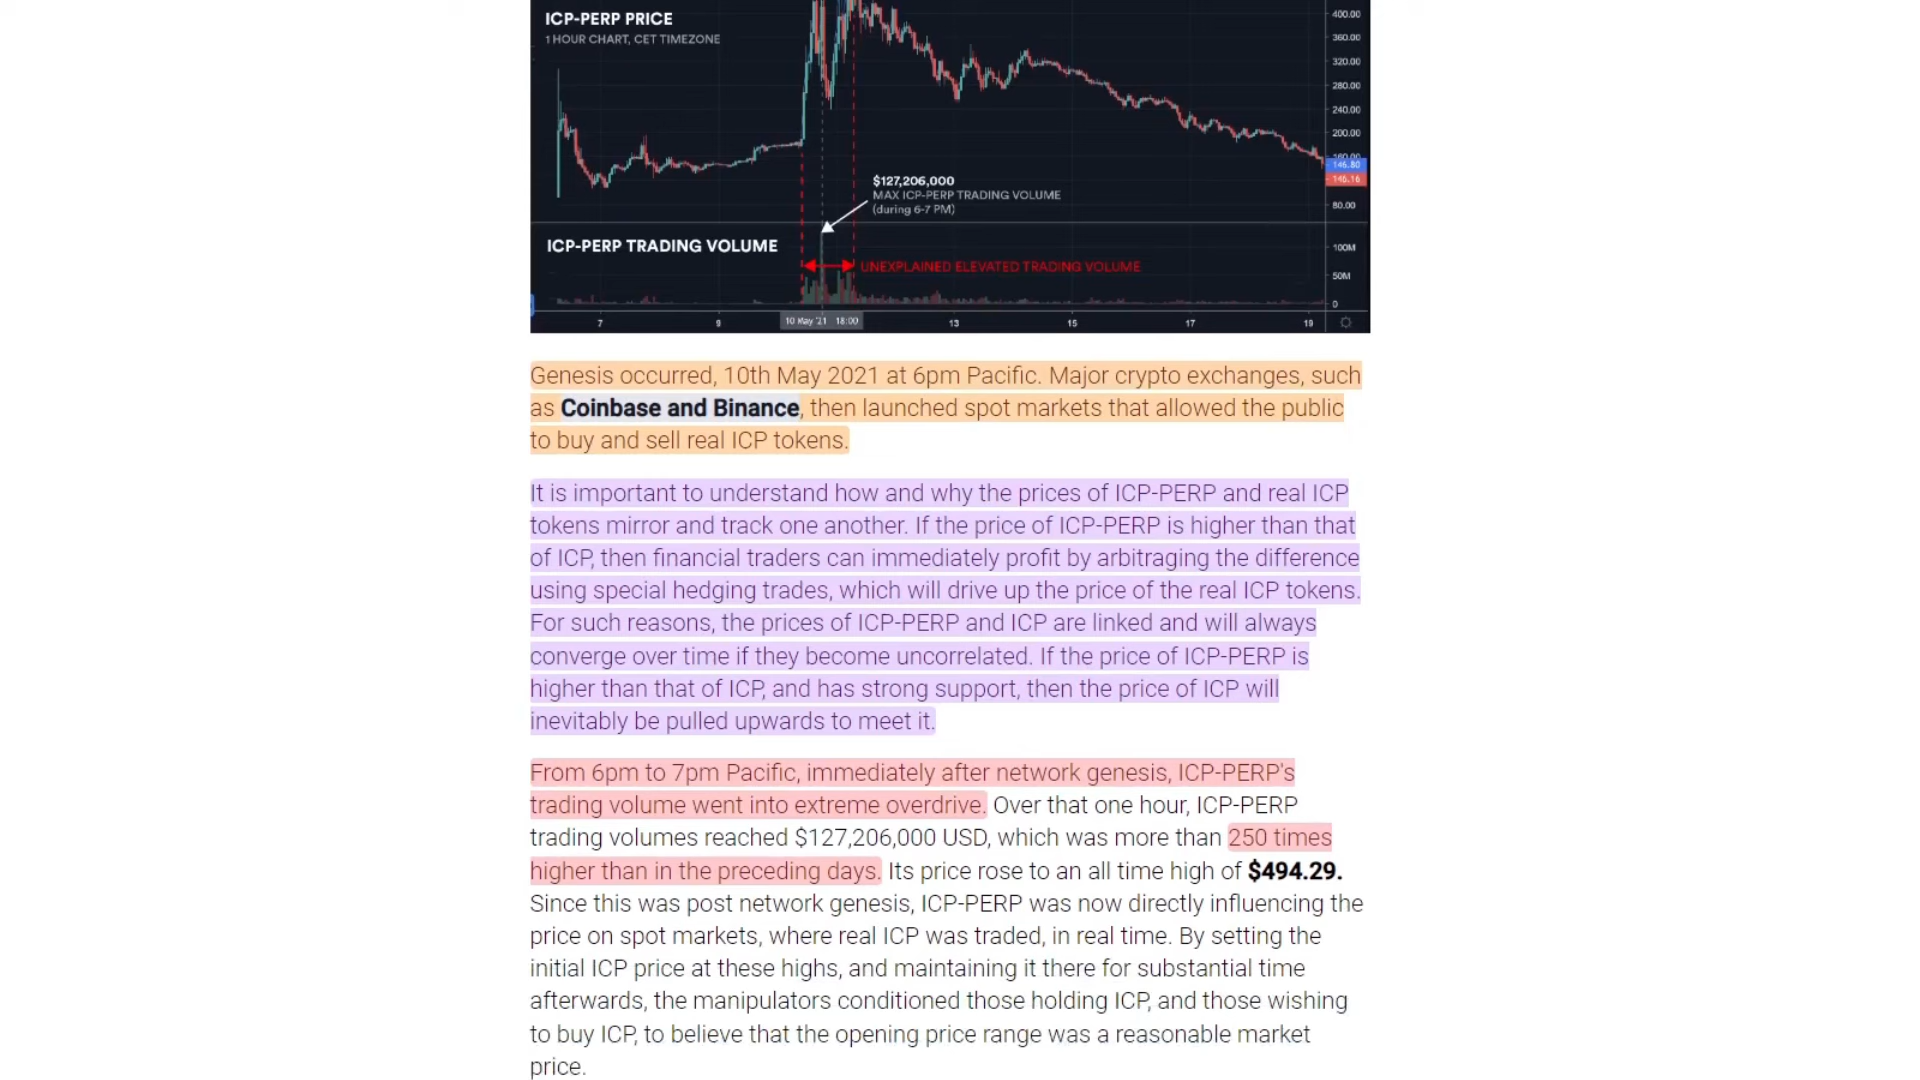 ICP-PERP PRICE
1 HOUR CHART, CET TIMEZONE
400.00
360.00
320.00
280.00
240.00
200.00
160.00
146.80
146.16
80.00
$127,206,000
MAX ICP-PERP TRADING VOLUME
(during 6-7 PM)
ICP-PERP TRADING VOLUME
100M
UNEXPLAINED ELEVATED TRADING VOLUME
50M
0
7
9
10 May '21 18:00
13
15
17
19
Genesis occurred, 10th May 2021 at 6pm Pacific. Major crypto exchanges, such
as Coinbase and Binance, then launched spot markets that allowed the public
to buy and sell real ICP tokens.
It is important to understand how and why the prices of ICP-PERP and real ICP
tokens mirror and track one another. If the price of ICP-PERP is higher than that
of ICP, then financial traders can immediately profit by arbitraging the difference
using special hedging trades, which will drive up the price of the real ICP tokens.
For such reasons, the prices of ICP-PERP and ICP are linked and will always
converge over time if they become uncorrelated. If the price of ICP-PERP is
higher than that of ICP, and has strong support, then the price of ICP will
inevitably be pulled upwards to meet it.
From 6pm to 7pm Pacific, immediately after network genesis, ICP-PERP's
trading volume went into extreme overdrive. Over that one hour, ICP-PERP
trading volumes reached $127,206,000 USD, which was more than 250 times
higher than in the preceding days. Its price rose to an all time high of $494.29.
Since this was post network genesis, ICP-PERP was now directly influencing the
price on spot markets, where real ICP was traded, in real time. By setting the
initial ICP price at these highs, and maintaining it there for substantial time
afterwards, the manipulators conditioned those holding ICP, and those wishing
to buy ICP, to believe that the opening price range was a reasonable market
price.